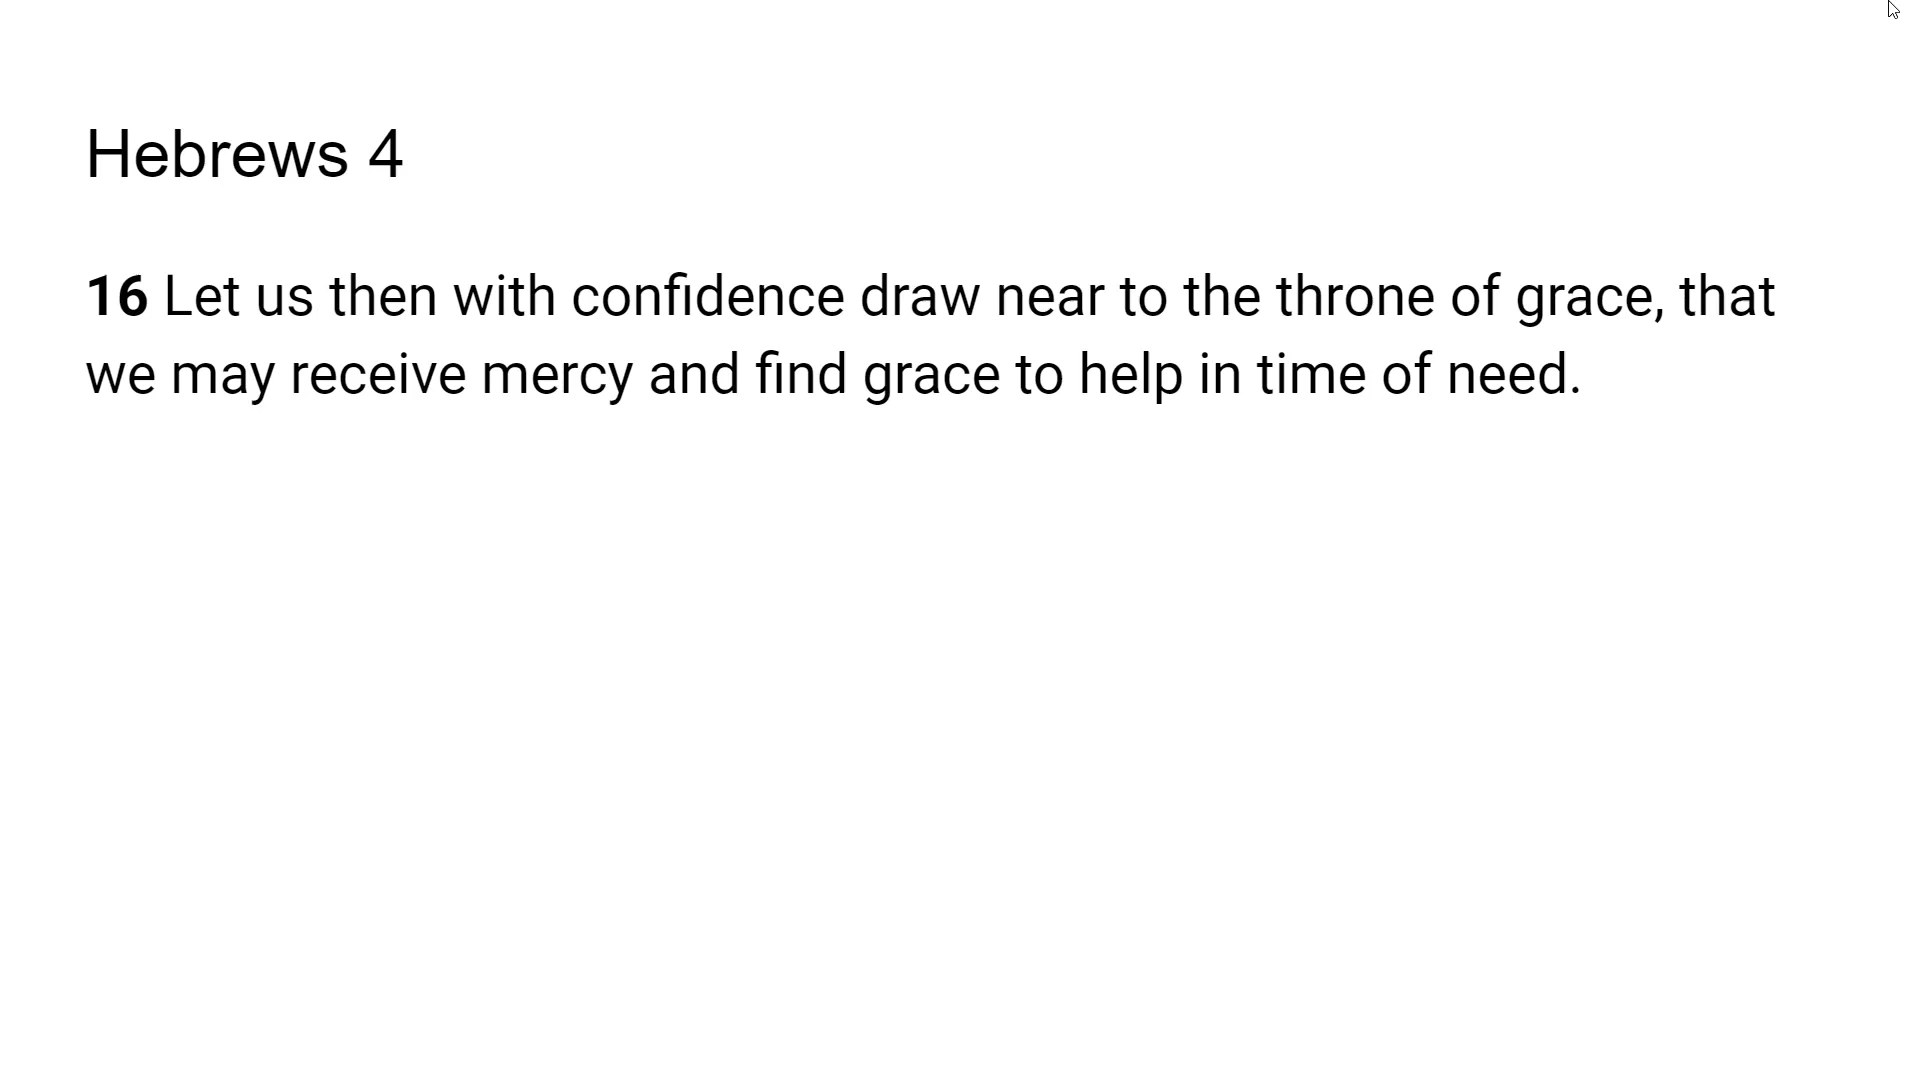 Hebrews 4
16 Let us then with confidence draw near to the throne of grace, that
we may receive mercy and find grace to help in time of need.